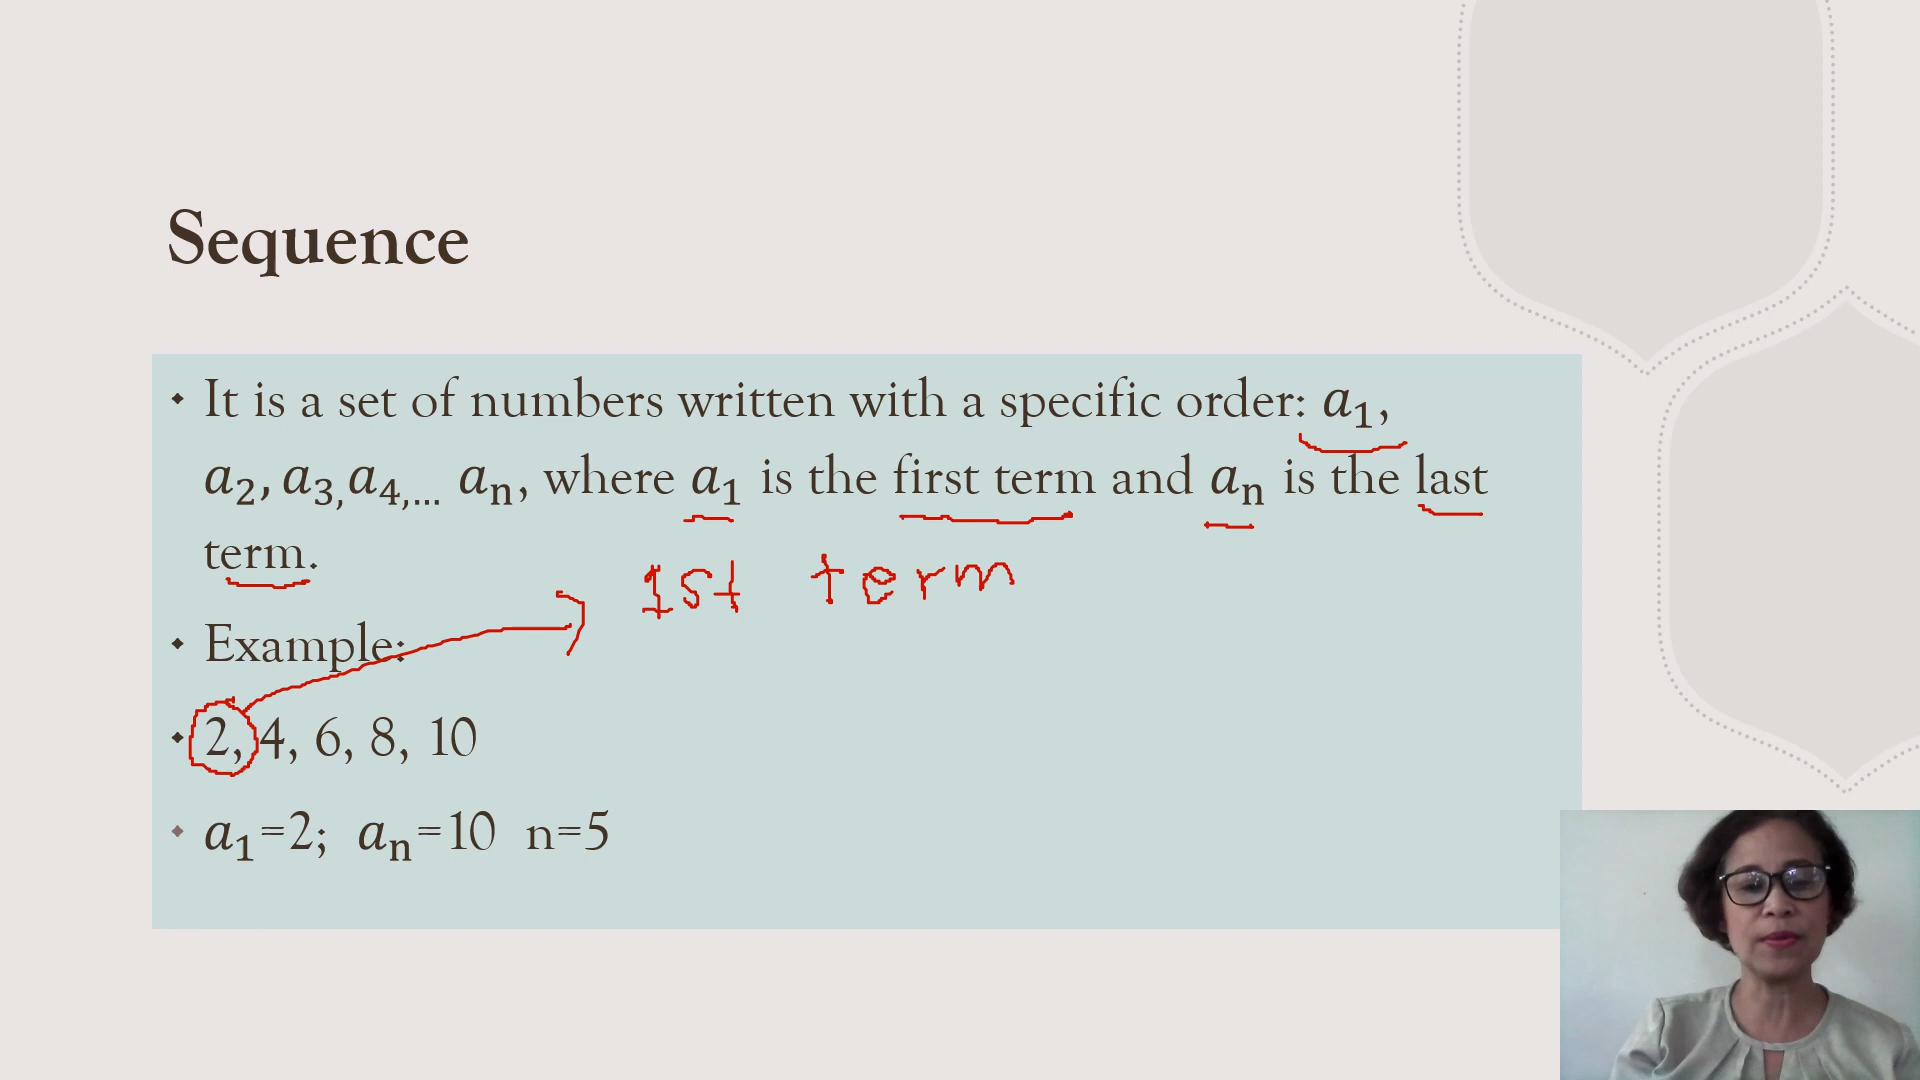 Sequence
• It is a set of numbers written with a specific order: a₁,
a₂, a₃,a₄,... aₙ, where a₁ is the first term and aₙ is the last
term.
1st term
• Example:
• 2, 4, 6, 8, 10
• a₁=2; aₙ=10 n=5